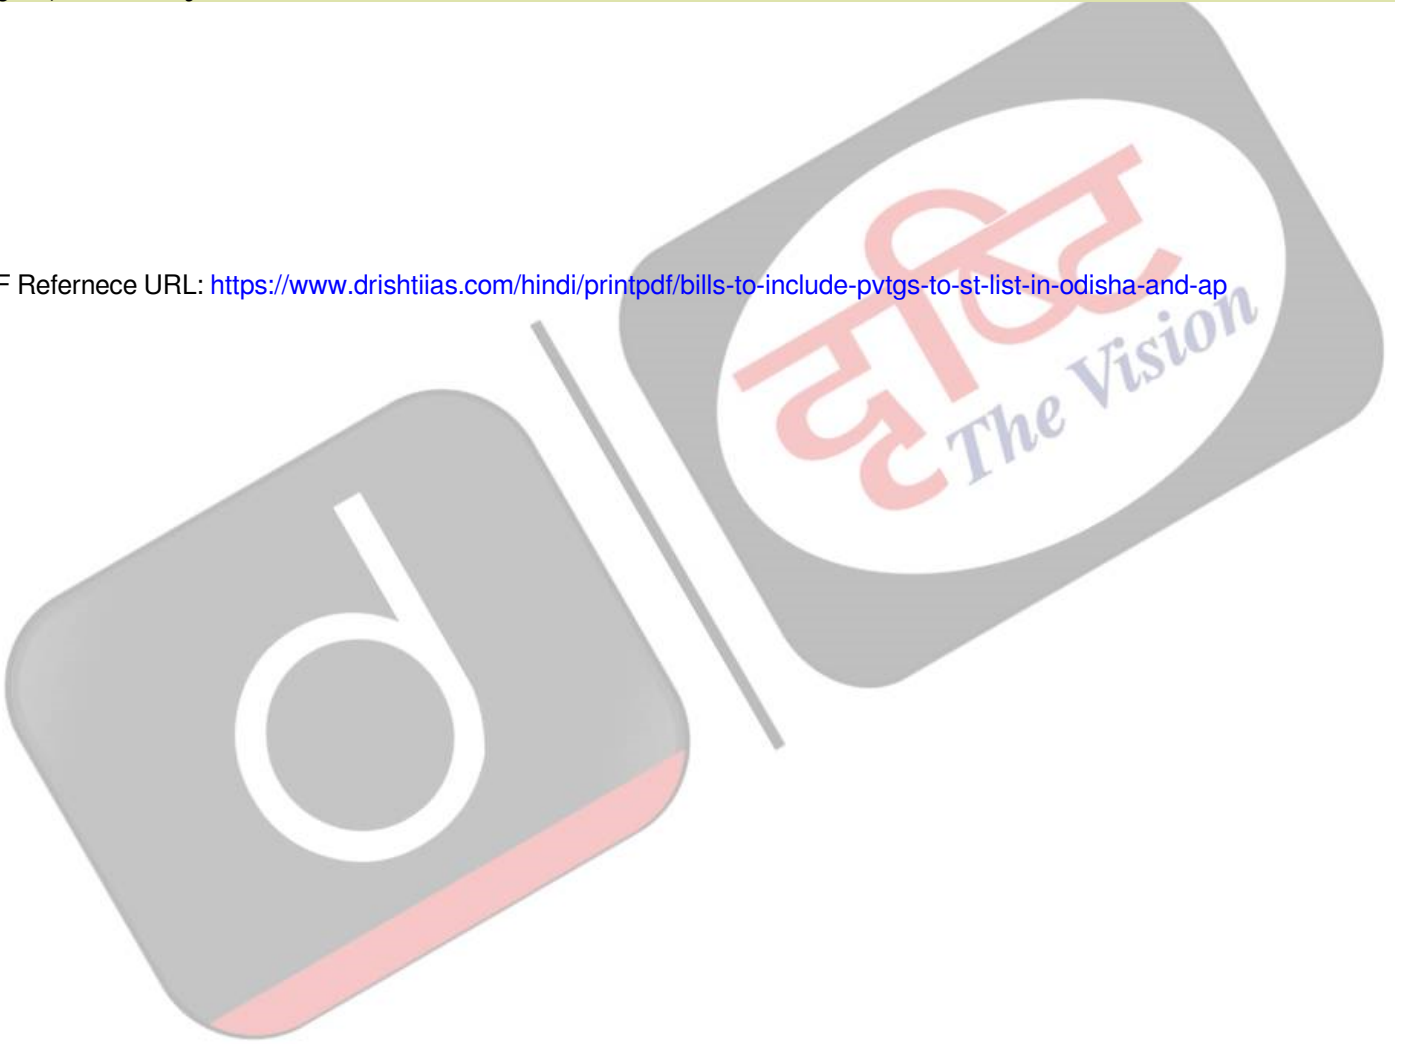 F Refernece URL: https://www.drishtiias.com/hindi/printpdf/bills-to-include-pvtgs-to-st-list-in-odisha-and-ap
दृष्टि
The Vision